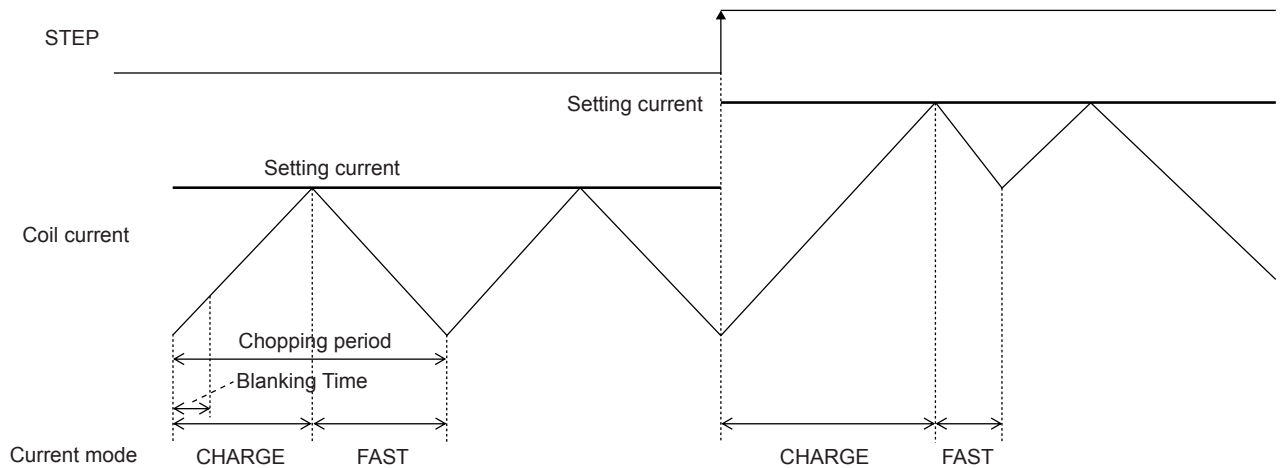 STEP
Setting current
Setting current
Coil current
Chopping period
Blanking Time
Current mode CHARGE FAST CHARGE FAST